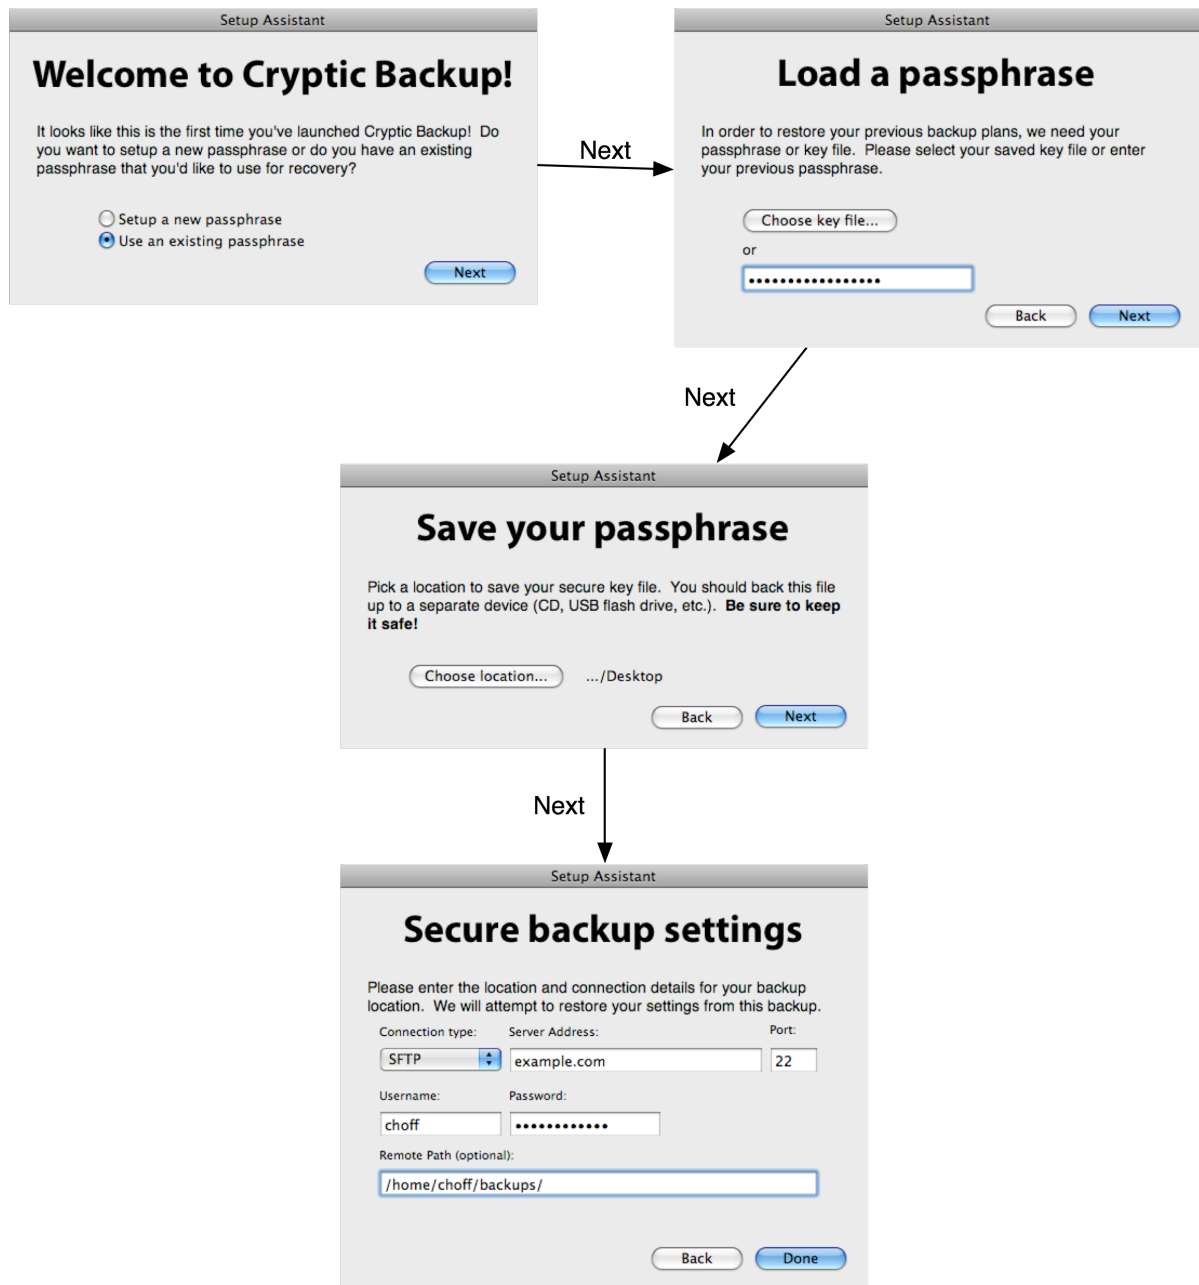 Setup Assistant
Welcome to Cryptic Backup!
It looks like this is the first time you've launched Cryptic Backup!  Do
you want to setup a new passphrase or do you have an existing
passphrase that you'd like to use for recovery?
Setup a new passphrase
Use an existing passphrase
Next
Next
Setup Assistant
Load a passphrase
In order to restore your previous backup plans, we need your
passphrase or key file.  Please select your saved key file or enter
your previous passphrase.
Choose key file...
or
•••••••••••••••••
Back
Next
Next
Setup Assistant
Save your passphrase
Pick a location to save your secure key file.  You should back this file
up to a separate device (CD, USB flash drive, etc.).  Be sure to keep
it safe!
Choose location...
.../Desktop
Back
Next
Next
Setup Assistant
Secure backup settings
Please enter the location and connection details for your backup
location.  We will attempt to restore your settings from this backup.
Connection type:
Server Address:
Port:
SFTP
example.com
22
Username:
Password:
choff
••••••••••••
Remote Path (optional):
/home/choff/backups/
Back
Done